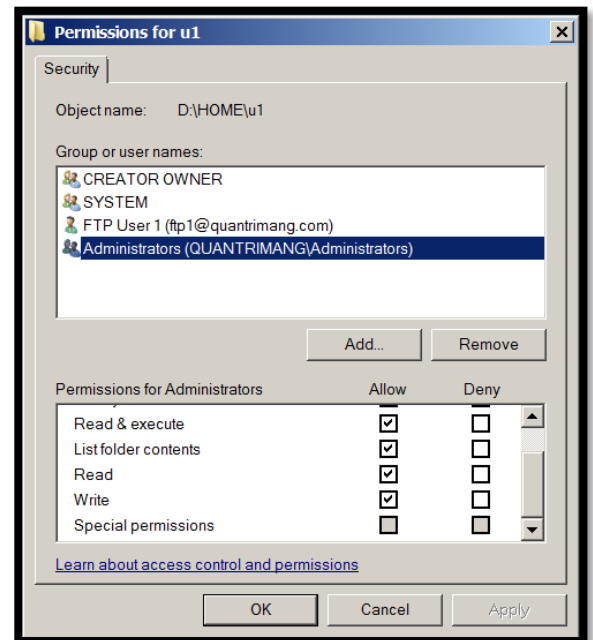 Permissions for u1
Security
Object name: D:\HOME\u1
Group or user names:
CREATOR OWNER
SYSTEM
FTP User 1 (ftp1@quantrimang.com)
Administrators (QUANTRIMANG\Administrators)
Add... Remove
Permissions for Administrators Allow Deny
Read & execute
List folder contents
Read
Write
Special permissions
Learn about access control and permissions
OK Cancel Apply